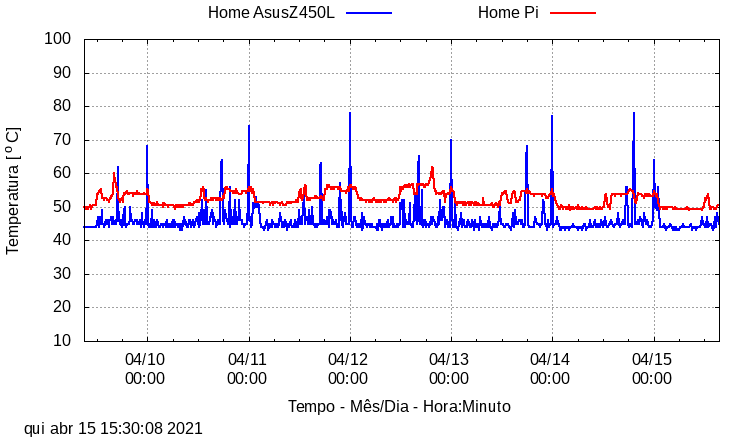 Home AsusZ450L Home Pi
100
90
80
70
60
50
40
30
20
10
Temperatura [ º C]
04/10 04/11 04/12 04/13 04/14 04/15
00:00 00:00 00:00 00:00 00:00 00:00
Tempo - Mês/Dia - Hora:Minuto
qui abr 15 15:30:08 2021